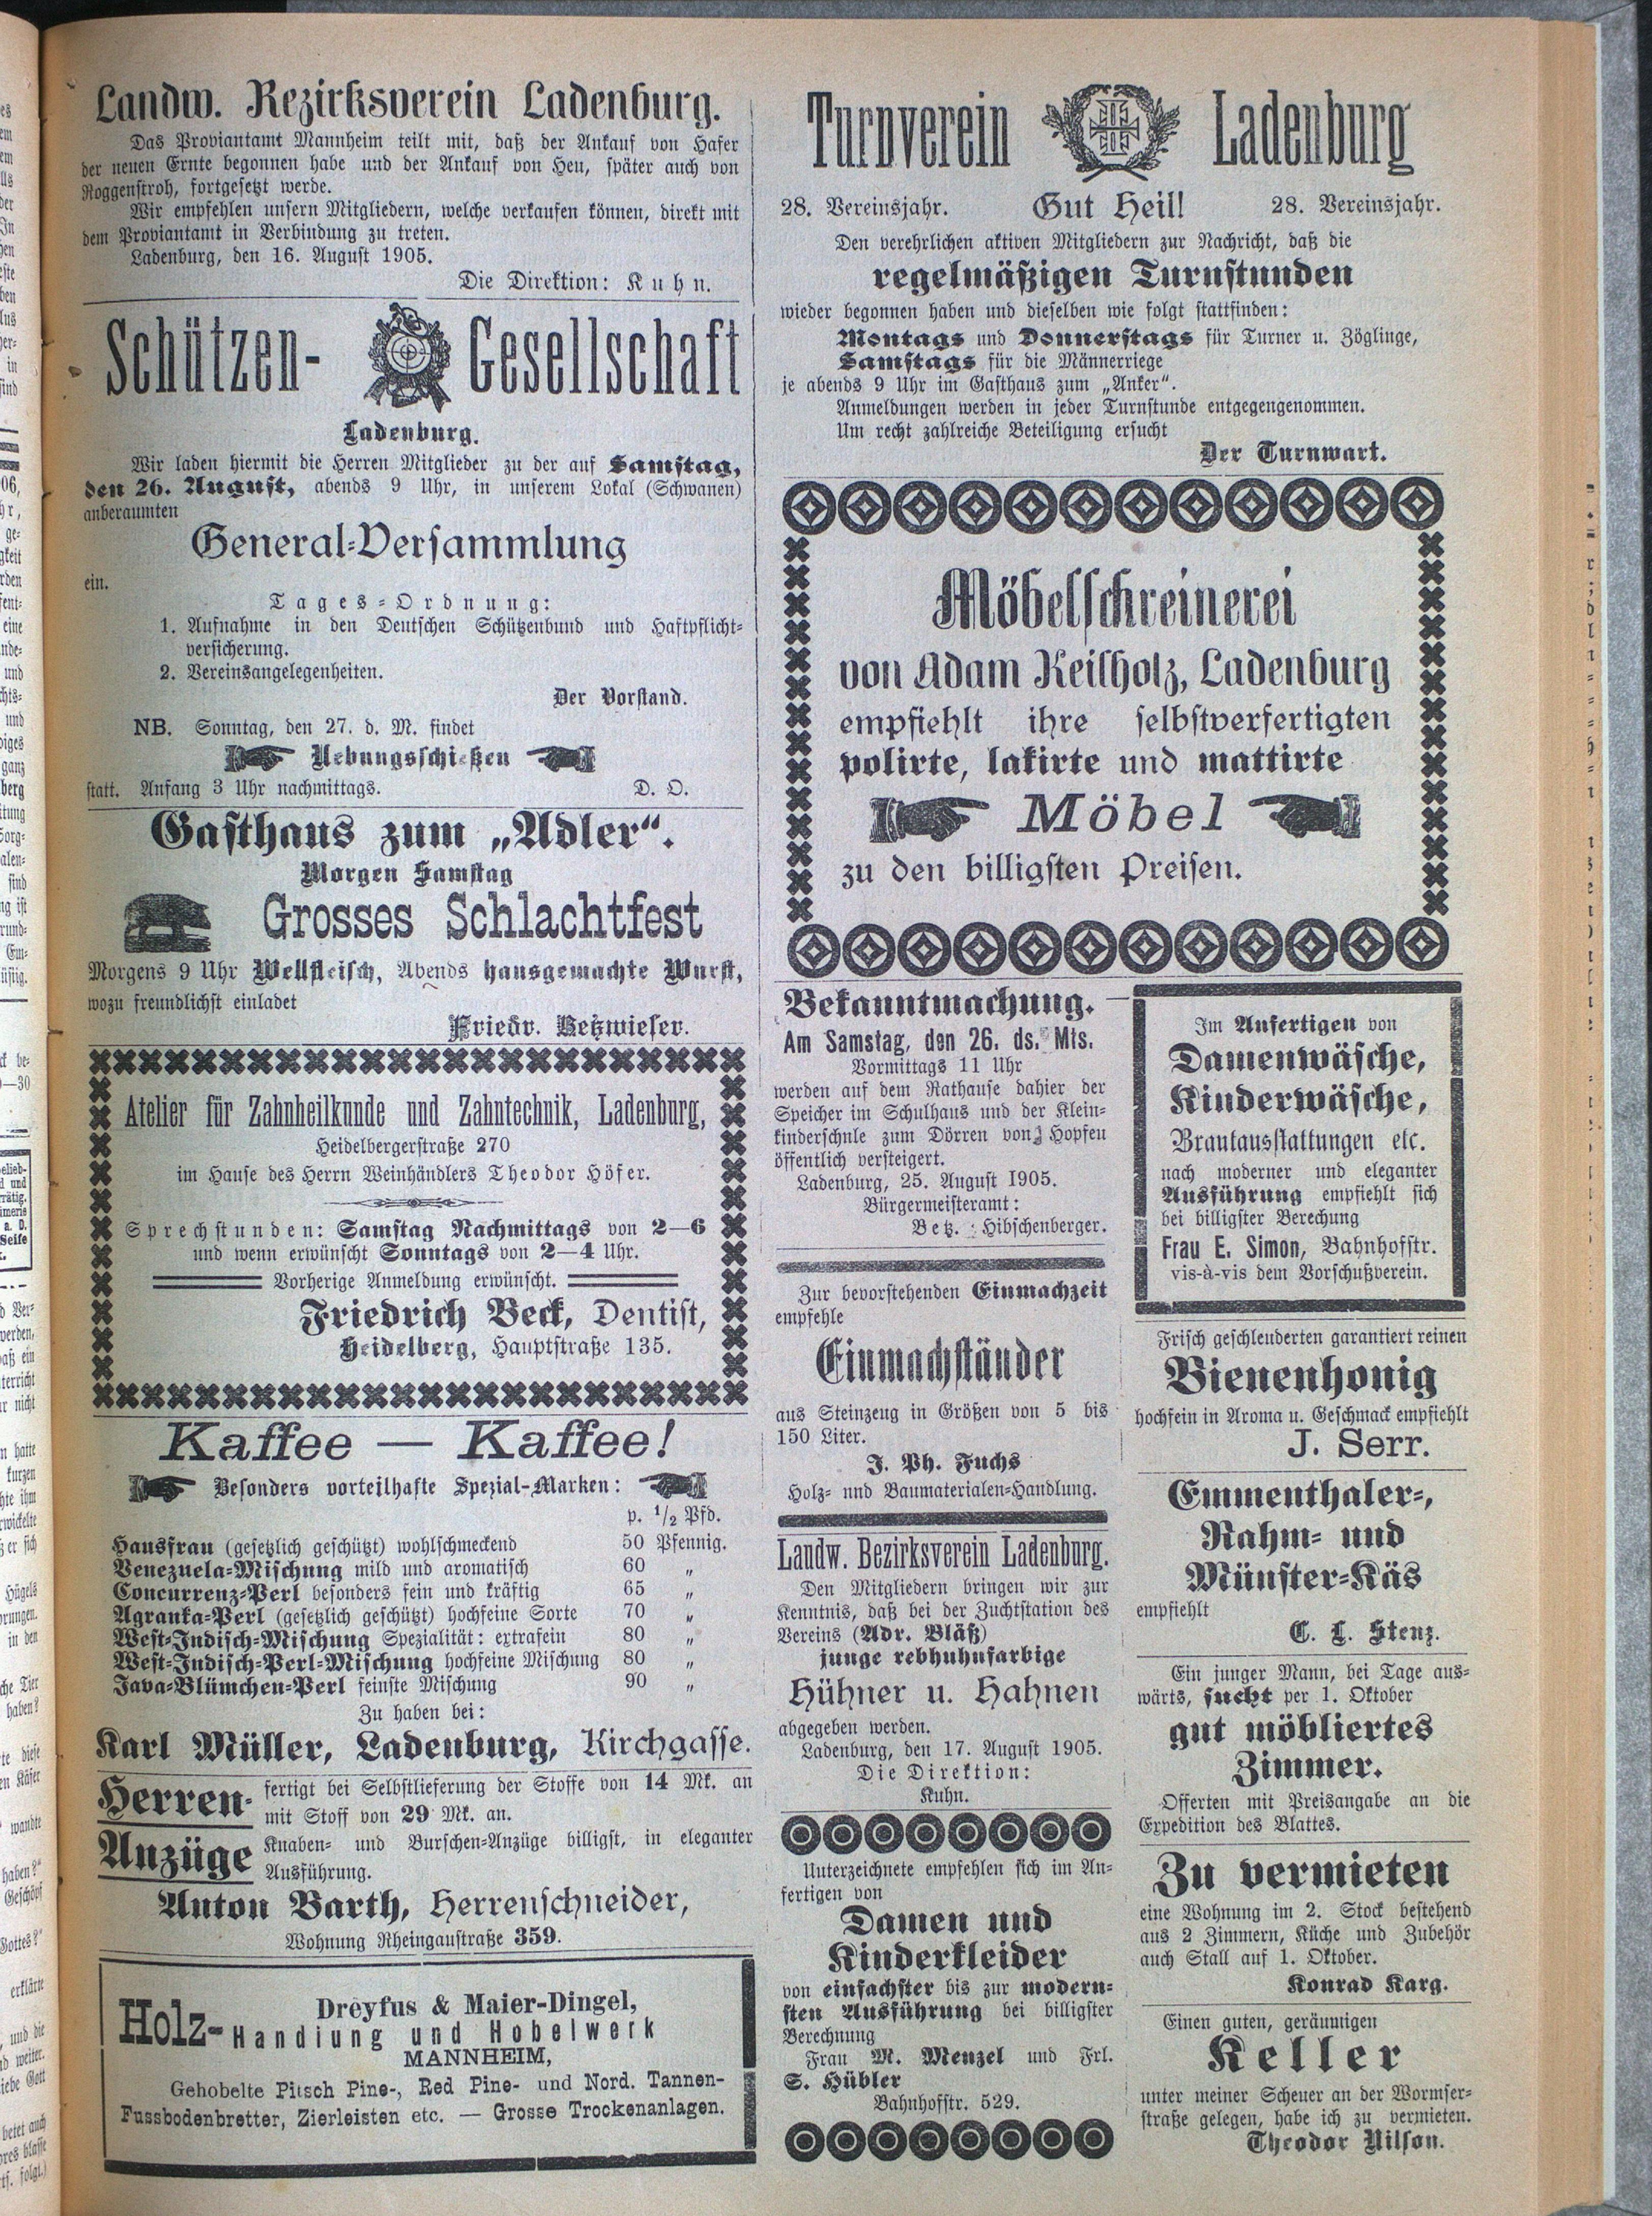 Landw. Bezirksverein Ladenburg.
Das Proviantamt Mannheim teilt mit, daß der Ankauf von Hafer
der neuen Ernte begonnen habe und der Ankauf von Heu, später auch von
Roggenstroh, fortgesetzt werde.
Wir empfehlen unsern Mitgliedern, welche verkaufen können, direkt mit
dem Proviantamt in Verbindung zu treten.
Ladenburg, den 16. August 1905.
Die Direktion: Kuhn.
Schützen- Gesellschaft
Ladenburg.
Wir laden hiermit die Herren Mitglieder zu der auf Samstag,
den 26. August, abends 9 Uhr, in unserem Lokal (Schwanen)
anberaumten
General-Versammlung
ein.
Tages-Ordnung:
1. Aufnahme in den Deutschen Schützenbund und Haftpflicht-
versicherung.
2. Vereinsangelegenheiten.
Der Vorstand.
NB. Sonntag, den 27. d. M. findet
Uebungsschießen
statt. Anfang 3 Uhr nachmittags. D. O.
Gasthaus zum „Adler“.
Morgen Samstag
Grosses Schlachtfest
Morgens 9 Uhr Wellfleisch, Abends hausgemachte Wurst,
wozu freundlichst einladet
Friedr. Betzwieser.
Atelier für Zahnheilkunde und Zahntechnik, Ladenburg,
Heidelbergerstraße 270
im Hause des Herrn Weinhändlers Theodor Höfer.
Sprechstunden: Samstag Nachmittags von 2—6
und wenn erwünscht Sonntags von 2—4 Uhr.
Vorherige Anmeldung erwünscht.
Friedrich Beck, Dentist,
Heidelberg, Hauptstraße 135.
Kaffee — Kaffee!
Besonders vorteilhafte Spezial-Marken:
p. 1/2 Pfd.
Hausfrau (gesetzlich geschützt) wohlschmeckend 50 Pfennig.
Venezuela-Mischung mild und aromatisch 60 „
Concurrenz-Perl besonders fein und kräftig 65 „
Agranka-Perl (gesetzlich geschützt) hochfeine Sorte 70 „
West-Indisch-Mischung Spezialität: extrafein 80 „
West-Indisch-Perl-Mischung hochfeine Mischung 80 „
Java-Blümchen-Perl feinste Mischung 90 „
Zu haben bei:
Karl Müller, Ladenburg, Kirchgasse.
Herren- fertigt bei Selbstlieferung der Stoffe von 14 Mk. an
mit Stoff von 29 Mk. an.
Anzüge Knaben- und Burschen-Anzüge billigst, in eleganter
Ausführung.
Anton Barth, Herrenschneider,
Wohnung Rheingaustraße 359.
Dreyfus & Maier-Dingel,
Holz-Handlung und Hobelwerk
MANNHEIM,
Gehobelte Pitsch Pine-, Red Pine- und Nord. Tannen-
Fussbodenbretter, Zierleisten etc. — Grosse Trockenanlagen.
Turnverein Ladenburg
28. Vereinsjahr. Gut Heil! 28. Vereinsjahr.
Den verehrlichen aktiven Mitgliedern zur Nachricht, daß die
regelmäßigen Turnstunden
wieder begonnen haben und dieselben wie folgt stattfinden:
Montags und Donnerstags für Turner u. Zöglinge,
Samstags für die Männerriege
je abends 9 Uhr im Gasthaus zum „Anker“.
Anmeldungen werden in jeder Turnstunde entgegengenommen.
Um recht zahlreiche Beteiligung ersucht
Der Turnwart.
Möbelschreinerei
von Adam Keilholz, Ladenburg
empfiehlt ihre selbstverfertigten
polirte, lakirte und mattirte
Möbel
zu den billigsten Preisen.
Bekanntmachung.
Am Samstag, den 26. ds. Mts.
Vormittags 11 Uhr
werden auf dem Rathause dahier der
Speicher im Schulhaus und der Klein-
kinderschule zum Dörren von Hopfen
öffentlich versteigert.
Ladenburg, 25. August 1905.
Bürgermeisteramt:
Betz. Hibschenberger.
Zur bevorstehenden Einmachzeit
empfehle
Einmachständer
aus Steinzeug in Größen von 5 bis
150 Liter.
J. Ph. Fuchs
Holz- und Baumaterialen-Handlung.
Landw. Bezirksverein Ladenburg.
Den Mitgliedern bringen wir zur
Kenntnis, daß bei der Zuchtstation des
Vereins (Adr. Bläß)
junge rebhuhnfarbige
Hühner u. Hahnen
abgegeben werden.
Ladenburg, den 17. August 1905.
Die Direktion:
Kuhn.
Unterzeichnete empfehlen sich im An-
fertigen von
Damen und
Kinderkleider
von einfachster bis zur modern-
sten Ausführung bei billigster
Berechnung
Frau M. Menzel und Frl.
S. Hübler
Bahnhofstr. 529.
Im Anfertigen von
Damenwäsche,
Kinderwäsche,
Brautausstattungen etc.
nach moderner und eleganter
Ausführung empfiehlt sich
bei billigster Berechung
Frau E. Simon, Bahnhofstr.
vis-à-vis dem Vorschußverein.
Frisch geschleuderten garantiert reinen
Bienenhonig
hochfein in Aroma u. Geschmack empfiehlt
J. Serr.
Emmenthaler-,
Rahm- und
Münster-Käs
empfiehlt
C. L. Stenz.
Ein junger Mann, bei Tage aus-
wärts, sucht per 1. Oktober
gut möbliertes
Zimmer.
Offerten mit Preisangabe an die
Expedition des Blattes.
Zu vermieten
eine Wohnung im 2. Stock bestehend
aus 2 Zimmern, Küche und Zubehör
auch Stall auf 1. Oktober.
Konrad Karg.
Einen guten, geräumigen
Keller
unter meiner Scheuer an der Wormser-
straße gelegen, habe ich zu vermieten.
Theodor Nilson.